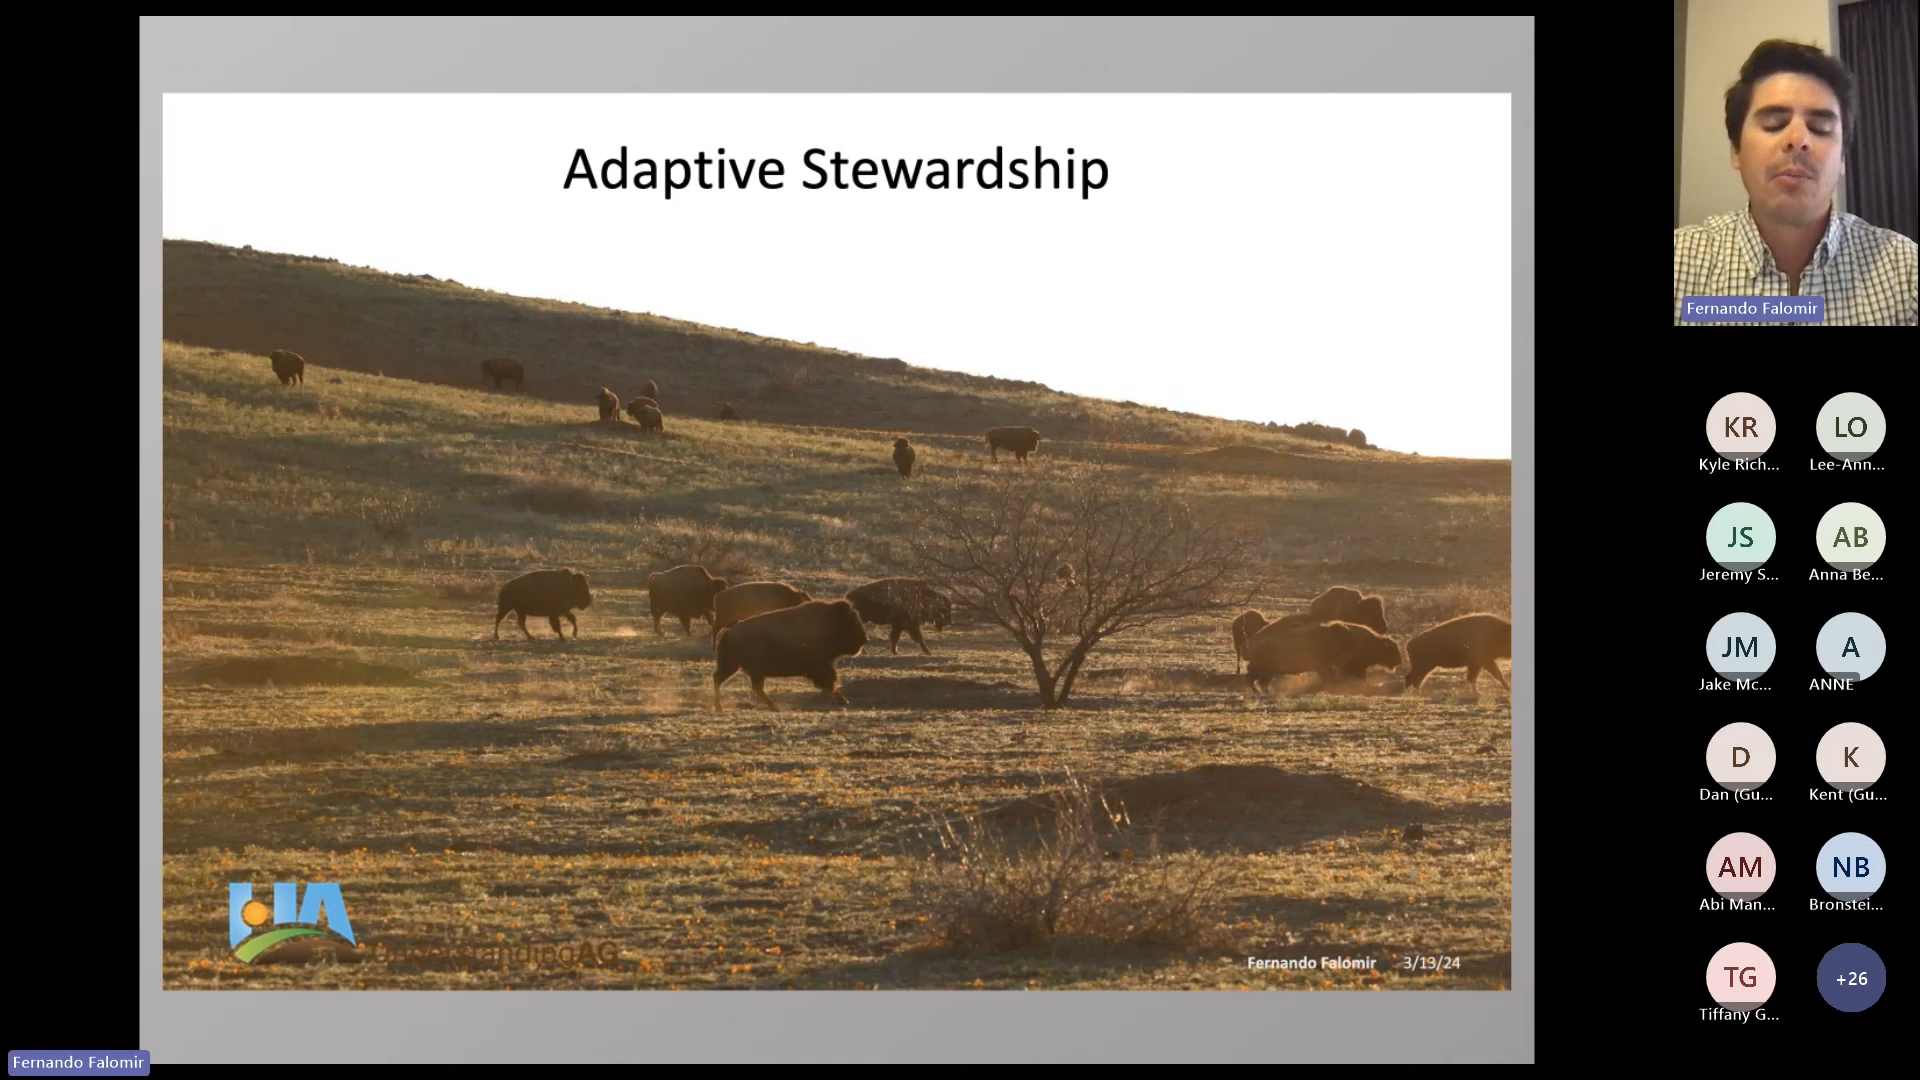 Adaptive Stewardship
UA
UnderstandingAG
Fernando Falomir 3/13/24
Fernando Falomir
Fernando Falomir
KR
LO
Kyle Rich...
Lee-Ann...
JS
AB
Jeremy S...
Anna Be...
JM
A
Jake Mc...
ANNE
D
K
Dan (Gu...
Kent (Gu...
AM
NB
Abi Man...
Bronstei...
TG
+26
Tiffany G...